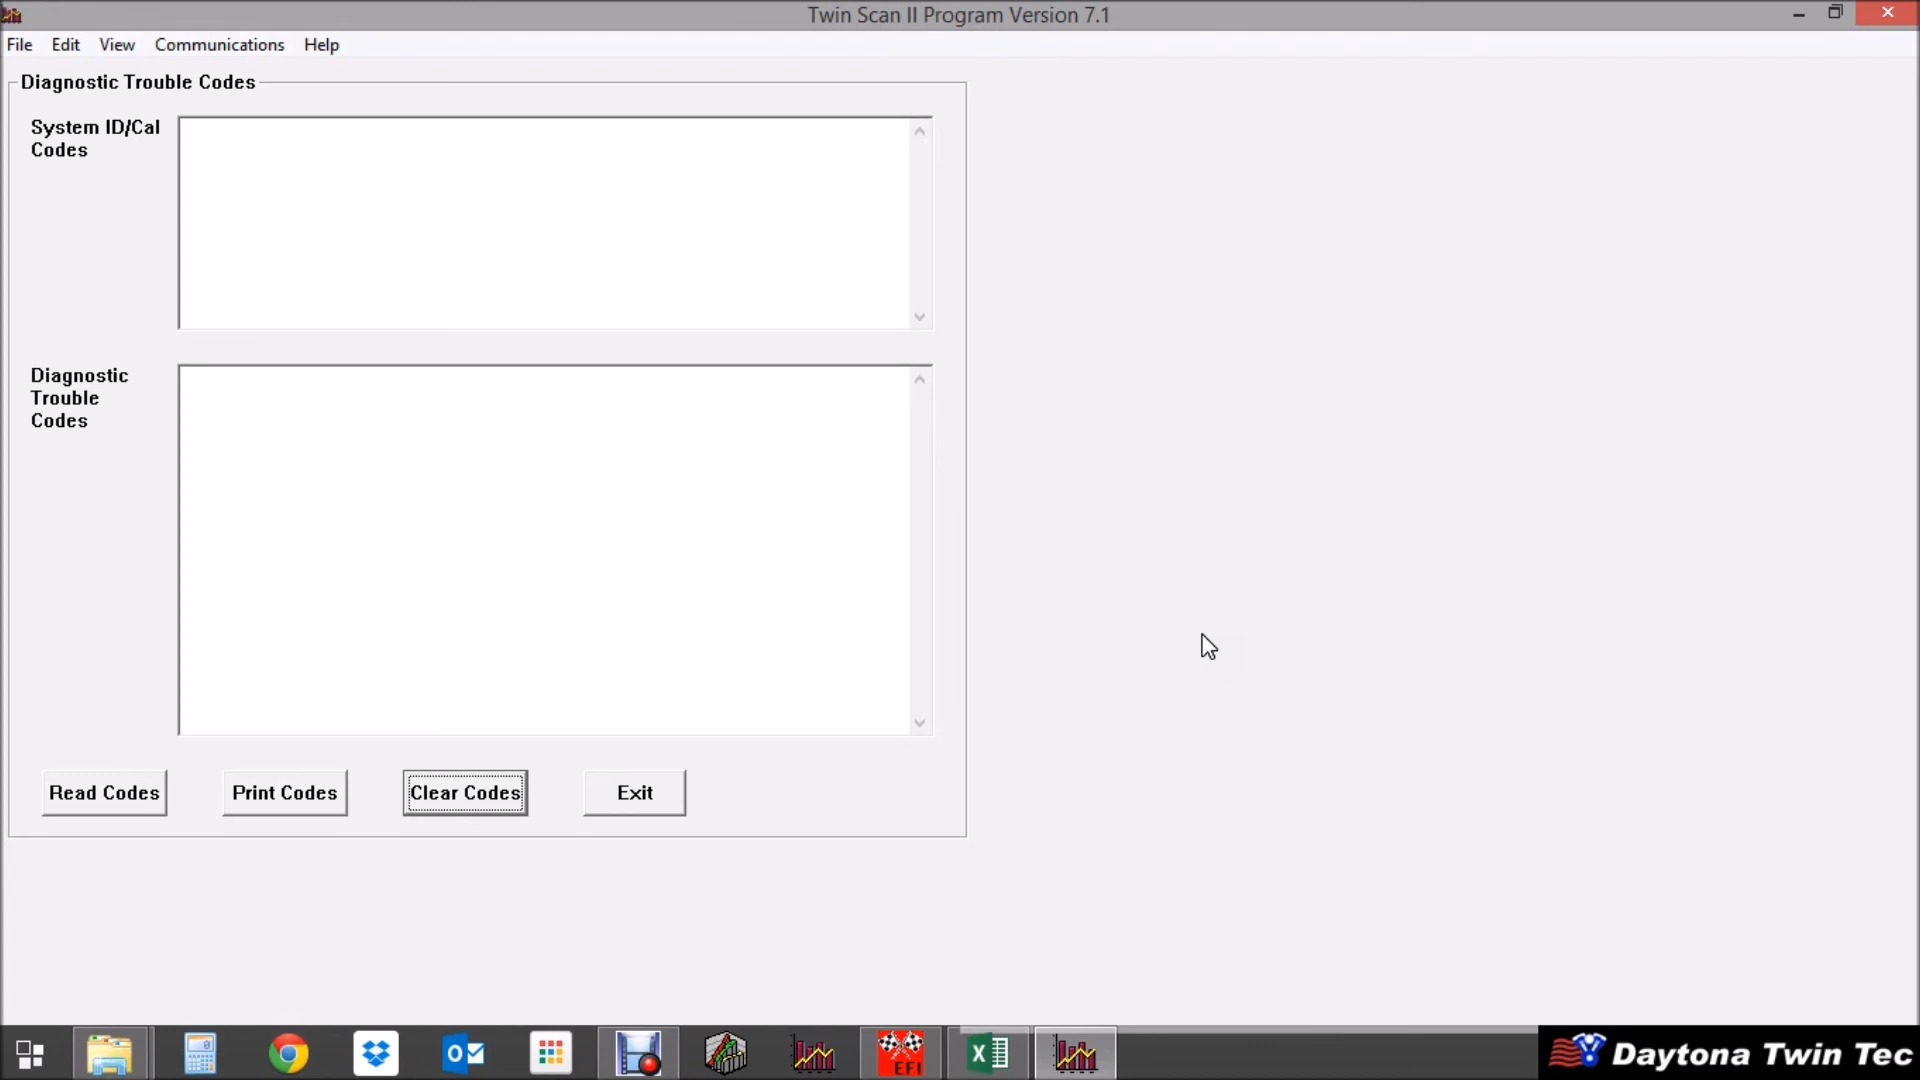 Twin Scan II Program Version 7.1
File Edit View Communications Help
Diagnostic Trouble Codes
System ID/Cal
Codes
Diagnostic
Trouble
Codes
Read Codes Print Codes Clear Codes Exit
EFI
Daytona Twin Tec